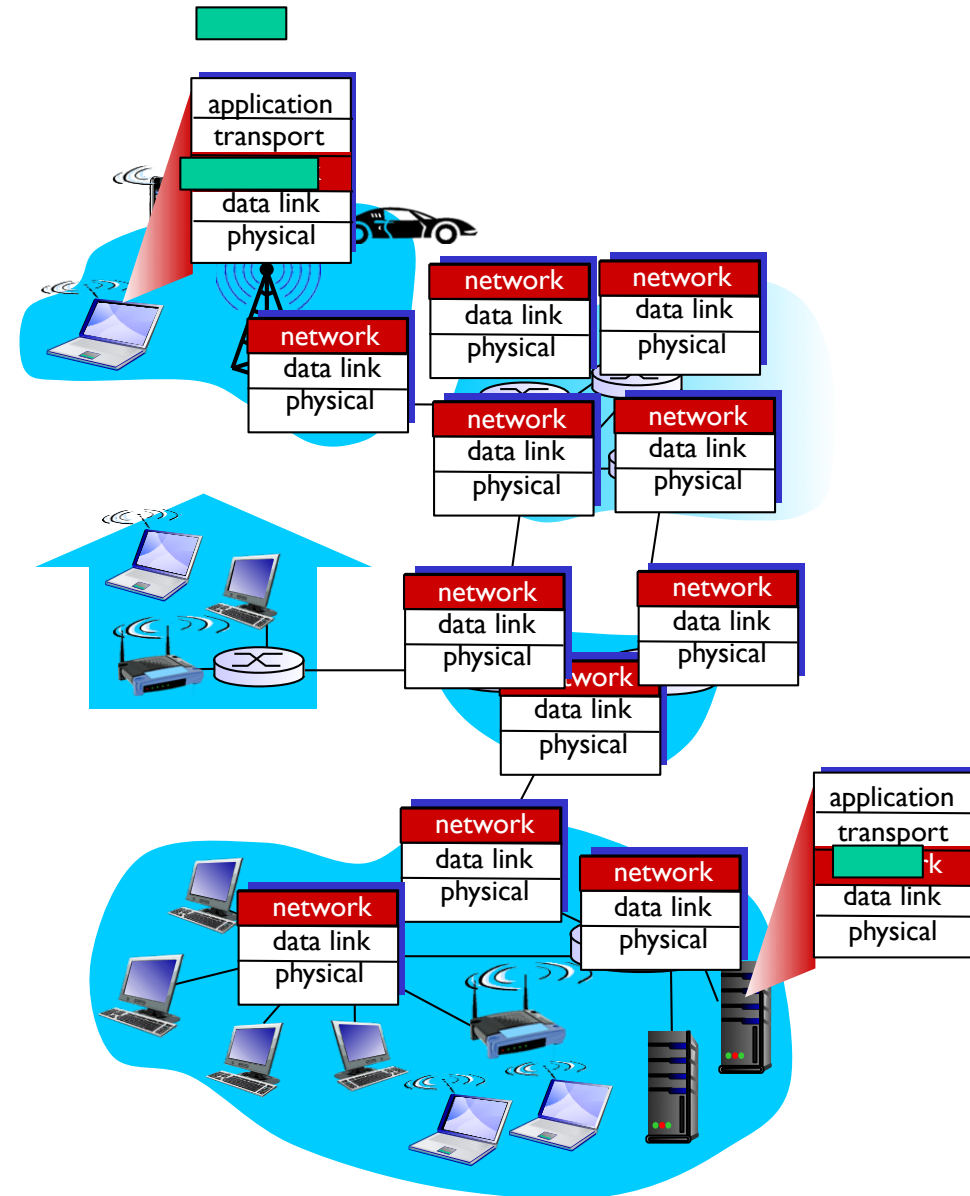 application
transport
data link
physical
network
data link
physical
network
data link
physical
network
data link
physical
network
data link
physical
network
data link
physical
network
data link
physical
network
data link
physical
work
data link
physical
application
transport
rk
data link
physical
network
data link
physical
network
data link
physical
network
data link
physical